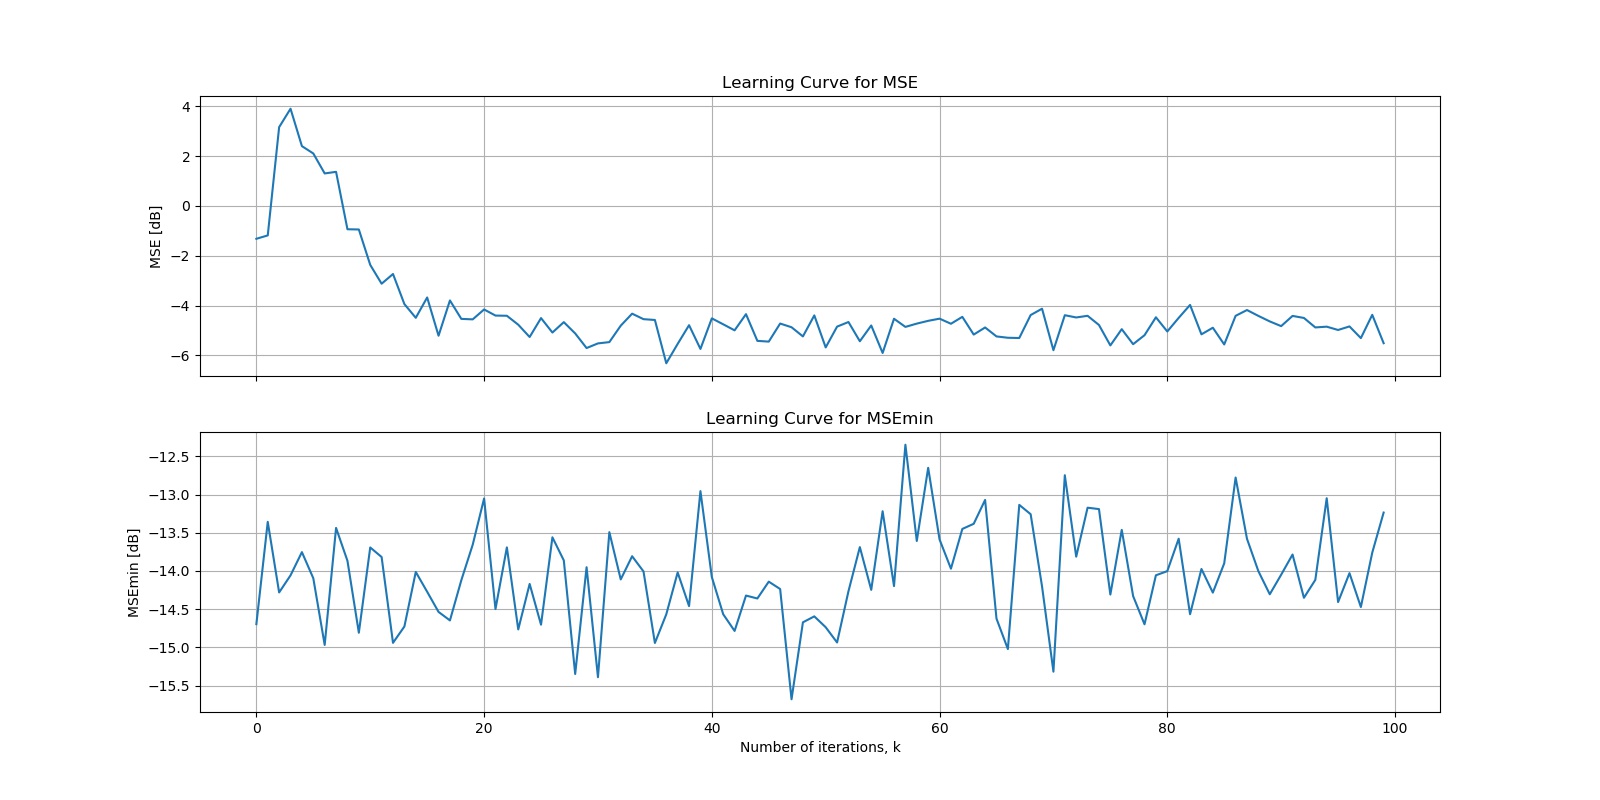 Learning Curve for MSE
MSE [dB]
4
2
0
−2
−4
−6
Learning Curve for MSEmin
MSEmin [dB]
−12.5
−13.0
−13.5
−14.0
−14.5
−15.0
−15.5
0 20 40 60 80 100
Number of iterations, k